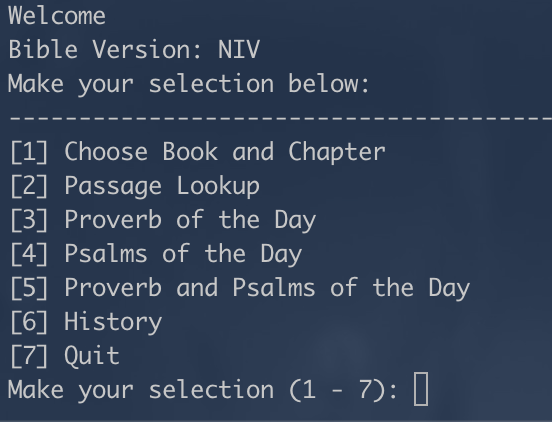 Welcome
Bible Version: NIV
Make your selection below:
---------------------------------------
[1] Choose Book and Chapter
[2] Passage Lookup
[3] Proverb of the Day
[4] Psalms of the Day
[5] Proverb and Psalms of the Day
[6] History
[7] Quit
Make your selection (1 - 7):